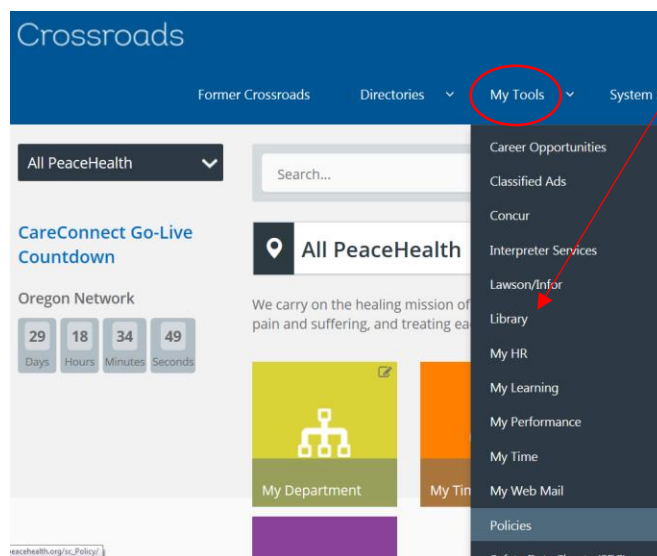 Crossroads
Former Crossroads Directories My Tools System
All PeaceHealth
Search...
CareConnect Go-Live
Countdown
Oregon Network
29 18 34 49
Days Hours Minutes Seconds
All PeaceHealth
We carry on the healing mission of
pain and suffering, and treating ea
My Department
My Tin
Career Opportunities
Classified Ads
Concur
Interpreter Services
Lawson/Infor
Library
My HR
My Learning
My Performance
My Time
My Web Mail
Policies
peacehealth.org/sc_Policy/